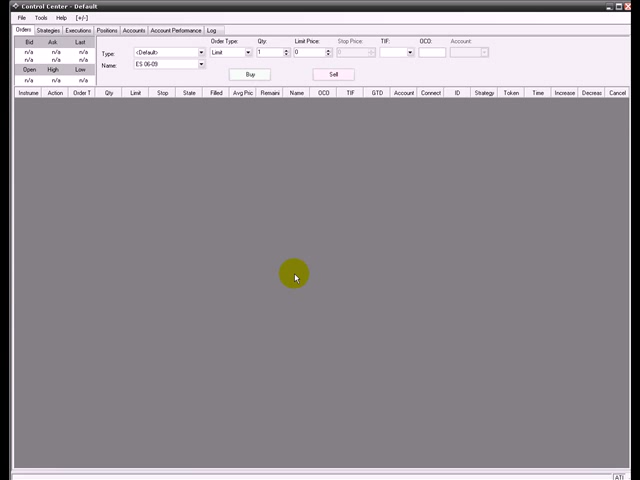 Control Center - Default
File Tools Help [+/-]
Orders Strategies Executions Positions Accounts Account Performance Log
Bid Ask Last
n/a n/a n/a
n/a n/a n/a
Open High Low
n/a n/a n/a
Order Type: Qty: Limit Price: Stop Price: TIF: OCO: Account:
Type: <Default> Limit 1 0 0
Name: ES 06-09
Buy Sell
Instrume Action Order T Qty Limit Stop State Filled Avg Pric Remaini Name OCO TIF GTD Account Connect ID Strategy Token Time Increase Decreas Cancel